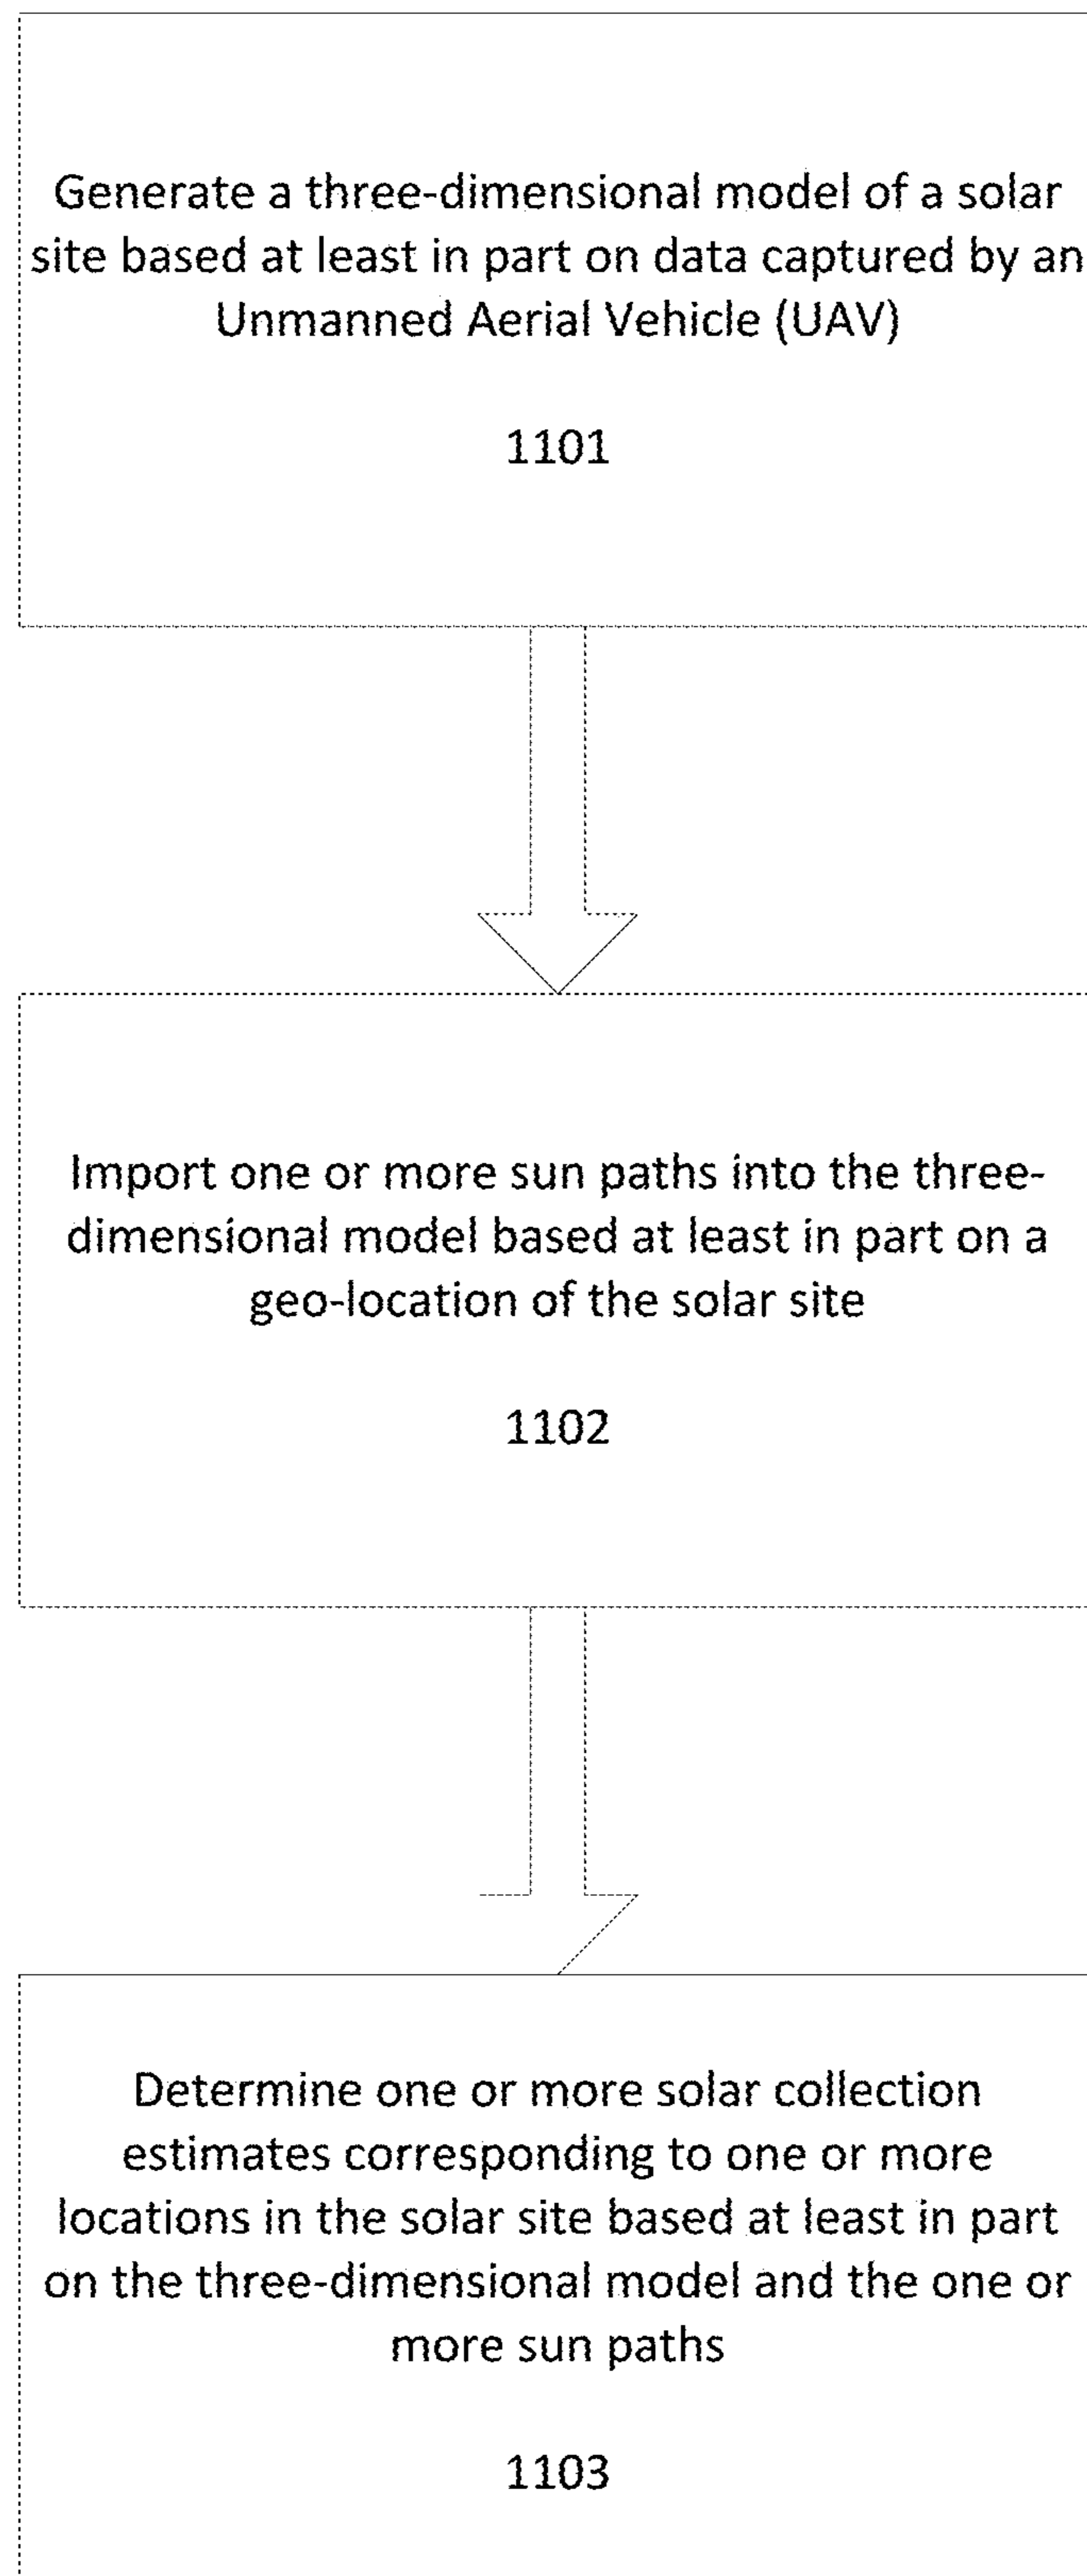 Generate a three-dimensional model of a solar
site based at least in part on data captured by an
Unmanned Aerial Vehicle (UAV)
1101
Import one or more sun paths into the three-
dimensional model based at least in part on a
geo-location of the solar site
1102
Determine one or more solar collection
estimates corresponding to one or more
locations in the solar site based at least in part
on the three-dimensional model and the one or
more sun paths
1103